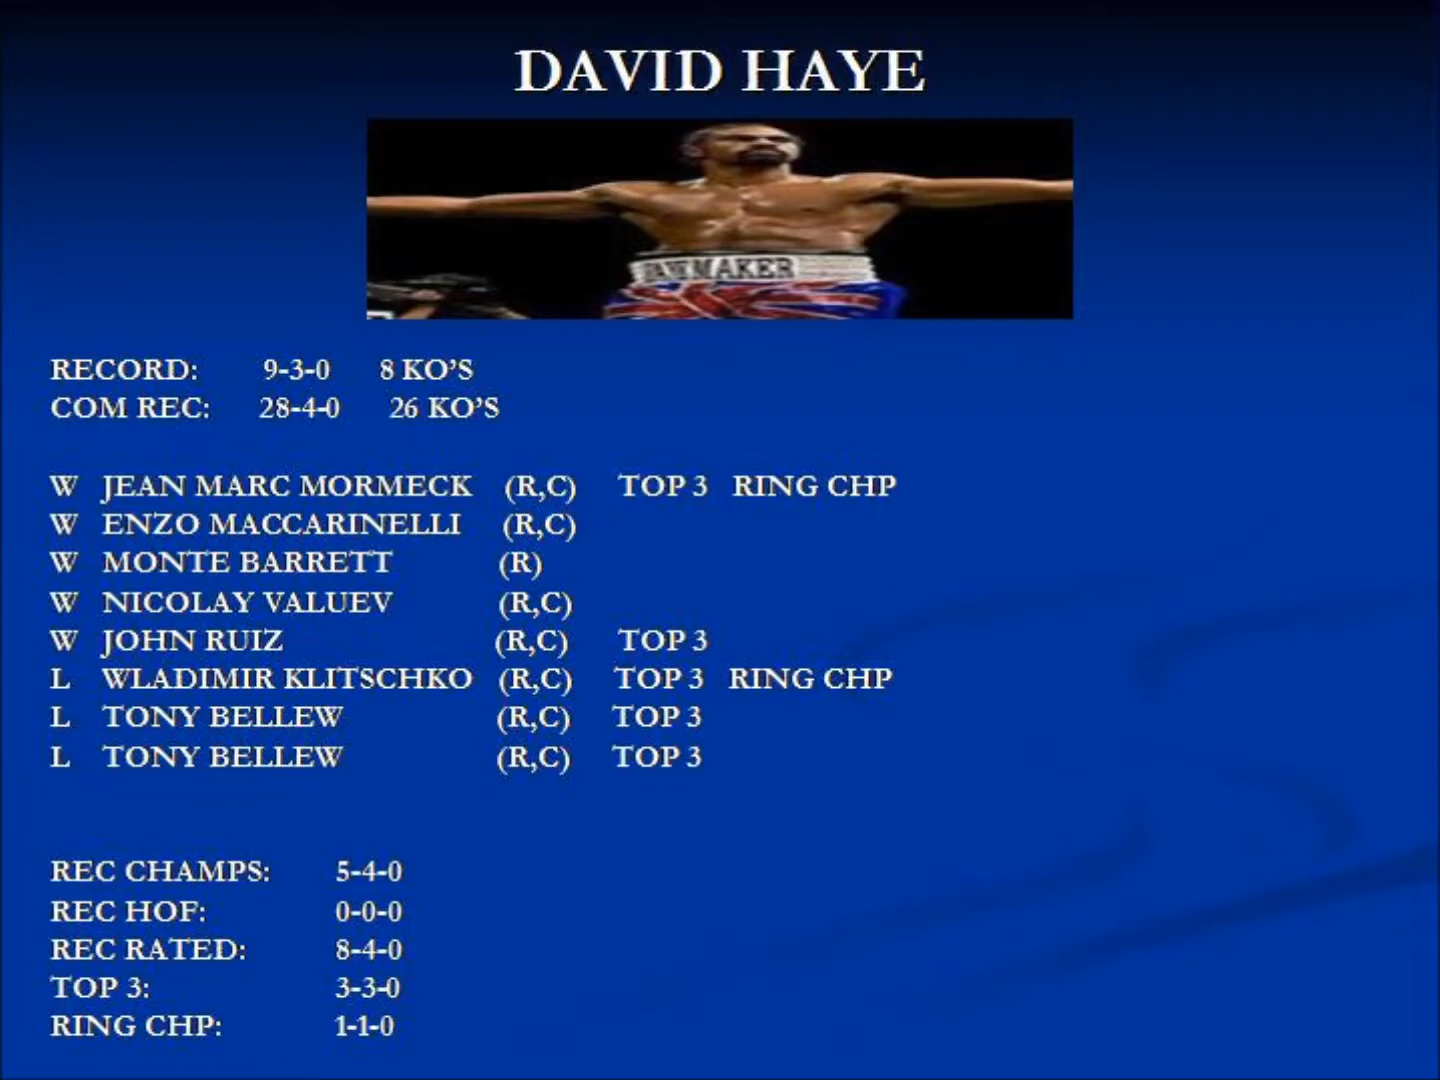 DAVID HAYE
MAKER
RECORD: 9-3-0 8 KO'S
COM REC: 28-4-0 26 KO'S
W JEAN MARC MORMECK (R,C) TOP 3 RING CHP
W ENZO MACCARINELLI (R,C)
W MONTE BARRETT (R)
W NICOLAY VALUEV (R,C)
W JOHN RUIZ (R,C) TOP 3
L WLADIMIR KLITSCHKO (R,C) TOP 3 RING CHP
L TONY BELLEW (R,C) TOP 3
L TONY BELLEW (R,C) TOP 3
REC CHAMPS: 5-4-0
REC HOF: 0-0-0
REC RATED: 8-4-0
TOP 3: 3-3-0
RING CHP: 1-1-0